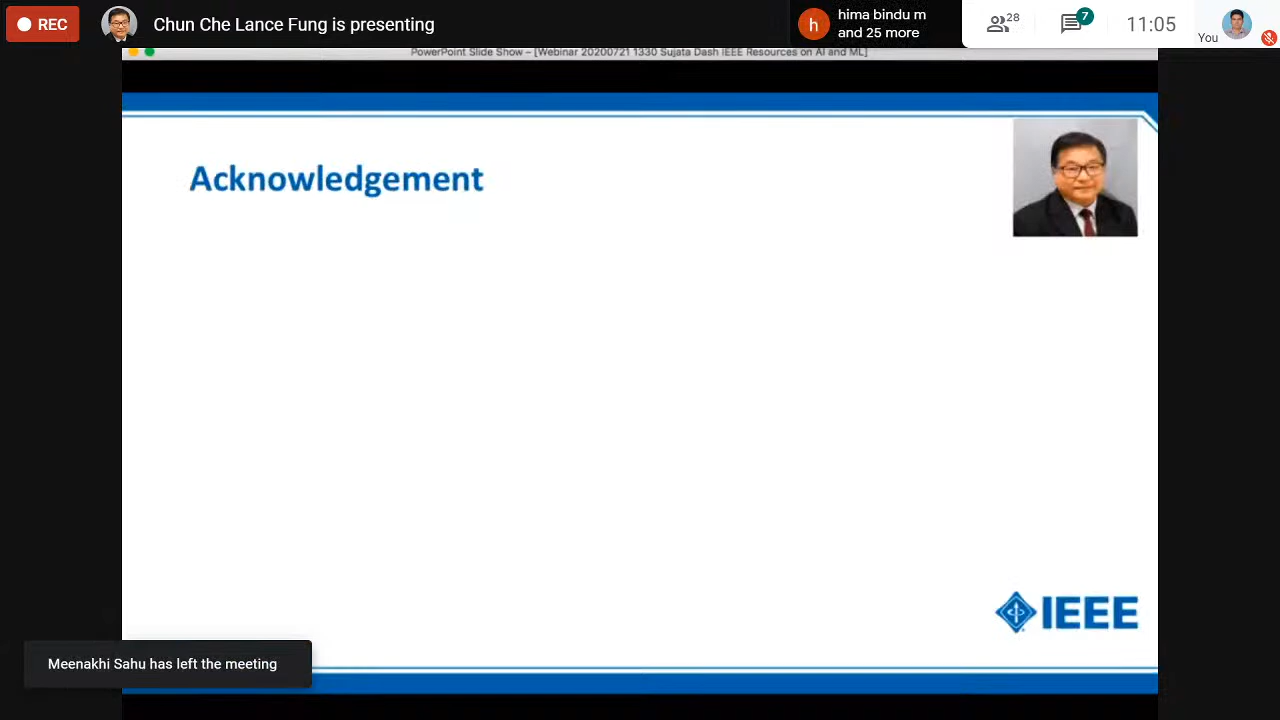 REC
Chun Che Lance Fung is presenting
h
hima bindu m
and 25 more
28
7
11:05
You
PowerPoint Slide Show – [Webinar 20200721 1330 Sujata Dash IEEE Resources on AI and ML]
Acknowledgement
IEEE
Meenakhi Sahu has left the meeting